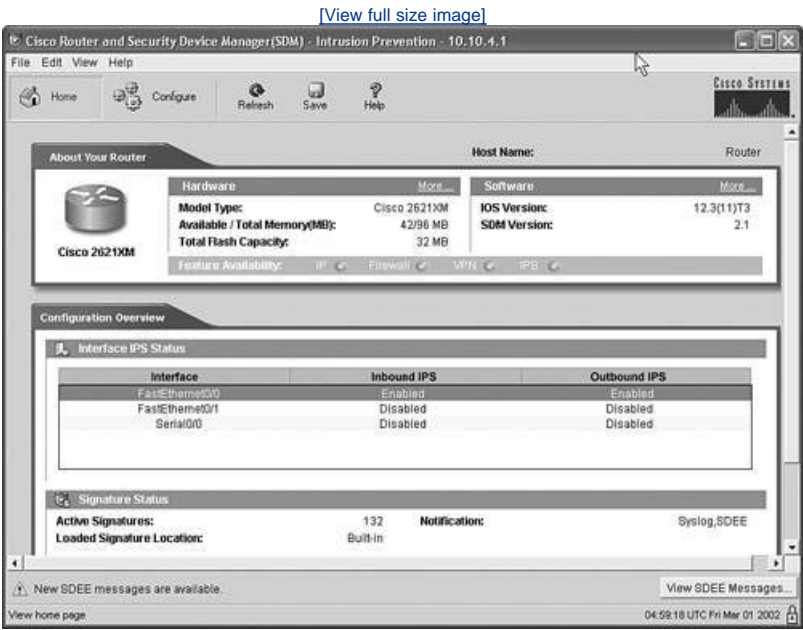 [View full size image]
Cisco Router and Security Device Manager(SDM) - Intrusion Prevention - 10.10.4.1
File Edit View Help
Home Configure Refresh Save Help
CISCO SYSTEMS
About Your Router
Host Name: Router
Hardware More...
Software More...
Model Type: Cisco 2621XM
IOS Version: 12.3(11)T3
Available / Total Memory(MB): 42/96 MB
SDM Version: 2.1
Total Flash Capacity: 32 MB
Cisco 2621XM
Feature Availability: IP Firewall VPN IPS
Configuration Overview
Interface IPS Status
Interface Inbound IPS Outbound IPS
FastEthernet0/0 Enabled Enabled
FastEthernet0/1 Disabled Disabled
Serial0/0 Disabled Disabled
Signature Status
Active Signatures: 132 Notification: Syslog,SDEE
Loaded Signature Location: Built-in
New SDEE messages are available.
View SDEE Messages...
View home page
04:59:18 UTC Fri Mar 01 2002